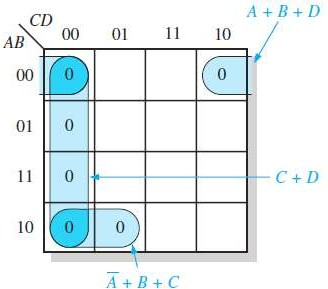 A + B + D
CD
AB
00 01 11 10
00 0 0
01 0
11 0
C + D
10 0 0
A̅ + B + C